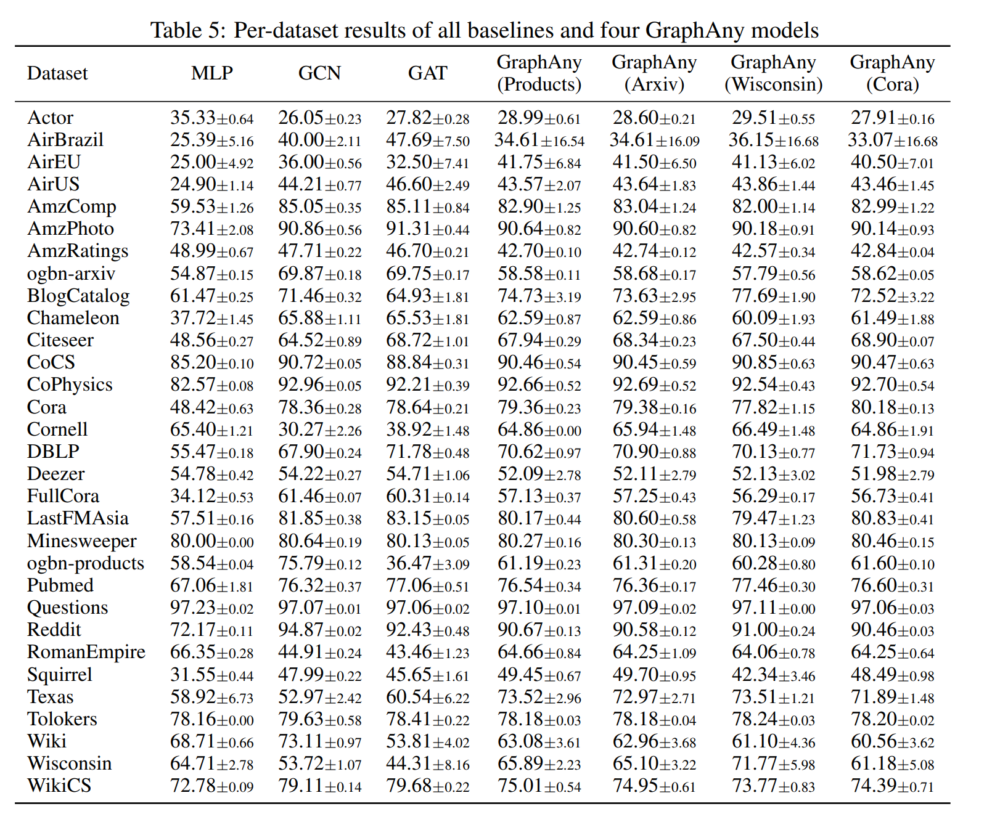 Table 5: Per-dataset results of all baselines and four GraphAny models
Dataset MLP GCN GAT GraphAny (Products) GraphAny (Arxiv) GraphAny (Wisconsin) GraphAny (Cora)
Actor 35.33±0.64 26.05±0.23 27.82±0.28 28.99±0.61 28.60±0.21 29.51±0.55 27.91±0.16
AirBrazil 25.39±5.16 40.00±2.11 47.69±7.50 34.61±16.54 34.61±16.09 36.15±16.68 33.07±16.68
AirEU 25.00±4.92 36.00±0.56 32.50±7.41 41.75±6.84 41.50±6.50 41.13±6.02 40.50±7.01
AirUS 24.90±1.14 44.21±0.77 46.60±2.49 43.57±2.07 43.64±1.83 43.86±1.44 43.46±1.45
AmzComp 59.53±1.26 85.05±0.35 85.11±0.84 82.90±1.25 83.04±1.24 82.00±1.14 82.99±1.22
AmzPhoto 73.41±2.08 90.86±0.56 91.31±0.44 90.64±0.82 90.60±0.82 90.18±0.91 90.14±0.93
AmzRatings 48.99±0.67 47.71±0.22 46.70±0.21 42.70±0.10 42.74±0.12 42.57±0.34 42.84±0.04
ogbn-arxiv 54.87±0.15 69.87±0.18 69.75±0.17 58.58±0.11 58.68±0.17 57.79±0.56 58.62±0.05
BlogCatalog 61.47±0.25 71.46±0.32 64.93±1.81 74.73±3.19 73.63±2.95 77.69±1.90 72.52±3.22
Chameleon 37.72±1.45 65.88±1.11 65.53±1.81 62.59±0.87 62.59±0.86 60.09±1.93 61.49±1.88
Citeseer 48.56±0.27 64.52±0.89 68.72±1.01 67.94±0.29 68.34±0.23 67.50±0.44 68.90±0.07
CoCS 85.20±0.10 90.72±0.05 88.84±0.31 90.46±0.54 90.45±0.59 90.85±0.63 90.47±0.63
CoPhysics 82.57±0.08 92.96±0.05 92.21±0.39 92.66±0.52 92.69±0.52 92.54±0.43 92.70±0.54
Cora 48.42±0.63 78.36±0.28 78.64±0.21 79.36±0.23 79.38±0.16 77.82±1.15 80.18±0.13
Cornell 65.40±1.21 30.27±2.26 38.92±1.48 64.86±0.00 65.94±1.48 66.49±1.48 64.86±1.91
DBLP 55.47±0.18 67.90±0.24 71.78±0.48 70.62±0.97 70.90±0.88 70.13±0.77 71.73±0.94
Deezer 54.78±0.42 54.22±0.27 54.71±1.06 52.09±2.78 52.11±2.79 52.13±3.02 51.98±2.79
FullCora 34.12±0.53 61.46±0.07 60.31±0.14 57.13±0.37 57.25±0.43 56.29±0.17 56.73±0.41
LastFMAsia 57.51±0.16 81.85±0.38 83.15±0.05 80.17±0.44 80.60±0.58 79.47±1.23 80.83±0.41
Minesweeper 80.00±0.00 80.64±0.19 80.13±0.05 80.27±0.16 80.30±0.13 80.13±0.09 80.46±0.15
ogbn-products 58.54±0.04 75.79±0.12 36.47±3.09 61.19±0.23 61.31±0.20 60.28±0.80 61.60±0.10
Pubmed 67.06±1.81 76.32±0.37 77.06±0.51 76.54±0.34 76.36±0.17 77.46±0.30 76.60±0.31
Questions 97.23±0.02 97.07±0.01 97.06±0.02 97.10±0.01 97.09±0.02 97.11±0.00 97.06±0.03
Reddit 72.17±0.11 94.87±0.02 92.43±0.48 90.67±0.13 90.58±0.12 91.00±0.24 90.46±0.03
RomanEmpire 66.35±0.28 44.91±0.24 43.46±1.23 64.66±0.84 64.25±1.09 64.06±0.78 64.25±0.64
Squirrel 31.55±0.44 47.99±0.22 45.65±1.61 49.45±0.67 49.70±0.95 42.34±3.46 48.49±0.98
Texas 58.92±6.73 52.97±2.42 60.54±6.22 73.52±2.96 72.97±2.71 73.51±1.21 71.89±1.48
Tolokers 78.16±0.00 79.63±0.58 78.41±0.22 78.18±0.03 78.18±0.04 78.24±0.03 78.20±0.02
Wiki 68.71±0.66 73.11±0.97 53.81±4.02 63.08±3.61 62.96±3.68 61.10±4.36 60.56±3.62
Wisconsin 64.71±2.78 53.72±1.07 44.31±8.16 65.89±2.23 65.10±3.22 71.77±5.98 61.18±5.08
WikiCS 72.78±0.09 79.11±0.14 79.68±0.22 75.01±0.54 74.95±0.61 73.77±0.83 74.39±0.71